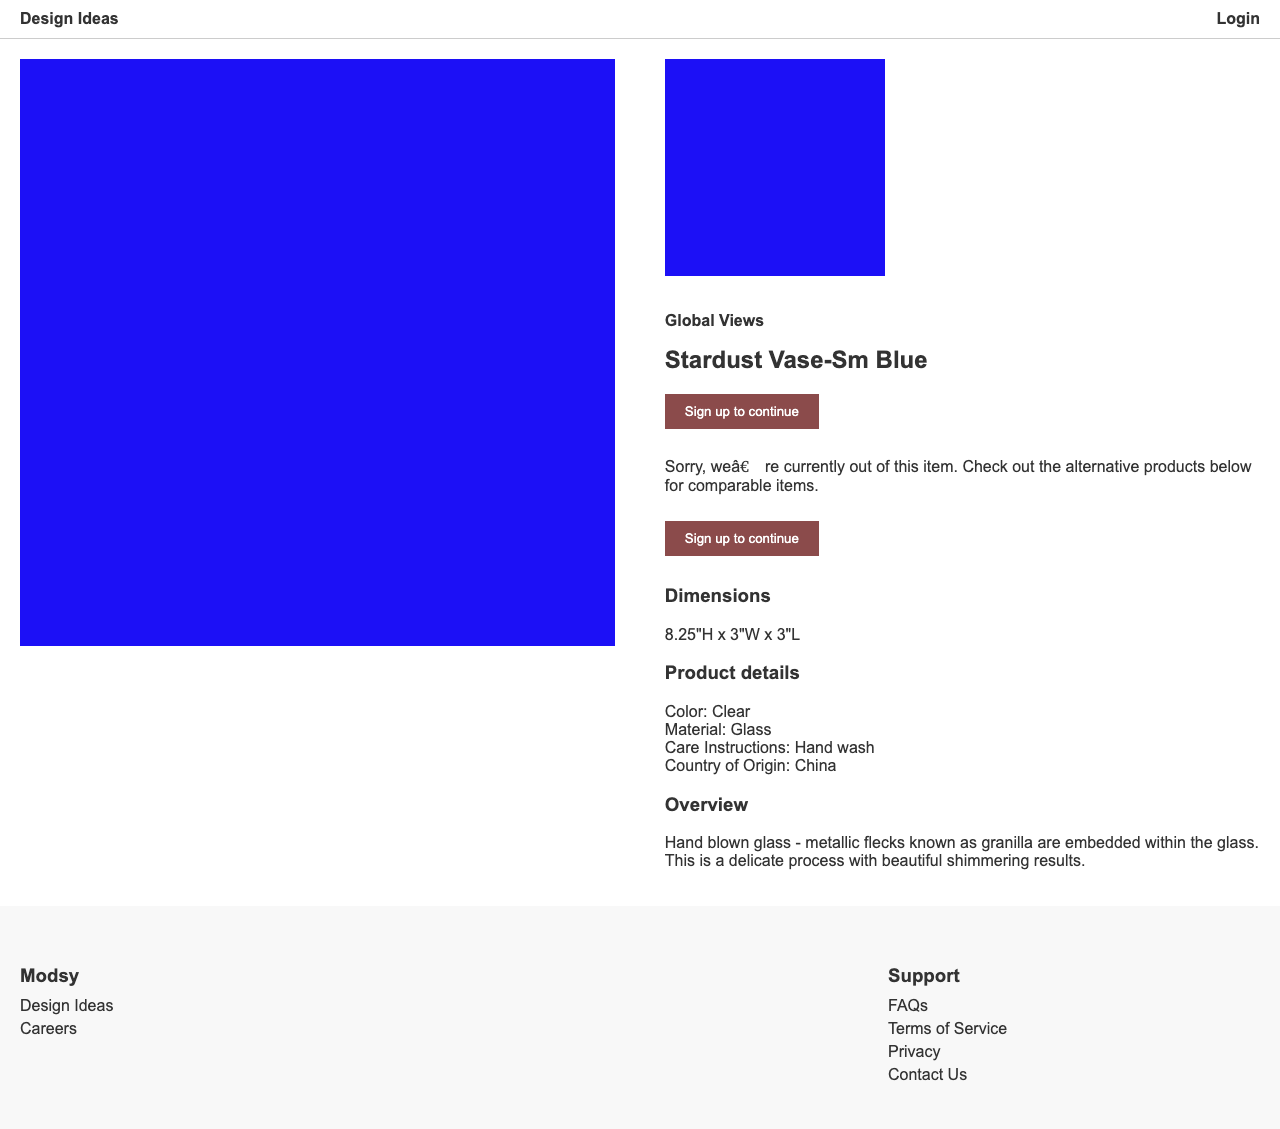 Design Ideas
Login
Global Views
Stardust Vase-Sm Blue
Sign up to continue
Sorry, weâ€ re currently out of this item. Check out the alternative products below
for comparable items.
Sign up to continue
Dimensions
8.25"H x 3"W x 3"L
Product details
Color: Clear
Material: Glass
Care Instructions: Hand wash
Country of Origin: China
Overview
Hand blown glass - metallic flecks known as granilla are embedded within the glass.
This is a delicate process with beautiful shimmering results.
Modsy
Design Ideas
Careers
Support
FAQs
Terms of Service
Privacy
Contact Us